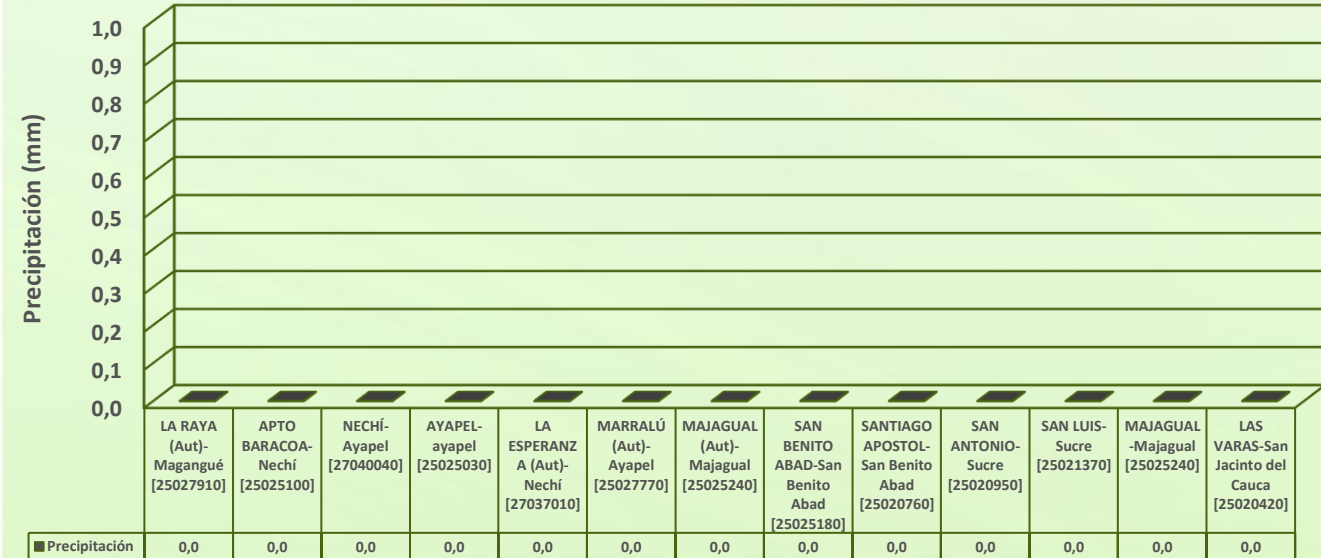 Precipitación (mm)
1,0
0,9
0,8
0,7
0,6
0,5
0,4
0,3
0,2
0,1
0,0
LA RAYA
(Aut)-
Magangué
[25027910]
APTO
BARACOA-
Nechí
[25025100]
NECHÍ-
Ayapel
[27040040]
AYAPEL-
ayapel
[25025030]
LA
ESPERANZ
A (Aut)-
Nechí
[27037010]
MARRALÚ
(Aut)-
Ayapel
[25027770]
MAJAGUAL
(Aut)-
Majagual
[25025240]
SAN
BENITO
ABAD-San
Benito
Abad
[25025180]
SANTIAGO
APOSTOL-
San Benito
Abad
[25020760]
SAN
ANTONIO-
Sucre
[25020950]
SAN LUIS-
Sucre
[25021370]
MAJAGUAL
-Majagual
[25025240]
LAS
VARAS-San
Jacinto del
Cauca
[25020420]
Precipitación 0,0 0,0 0,0 0,0 0,0 0,0 0,0 0,0 0,0 0,0 0,0 0,0 0,0